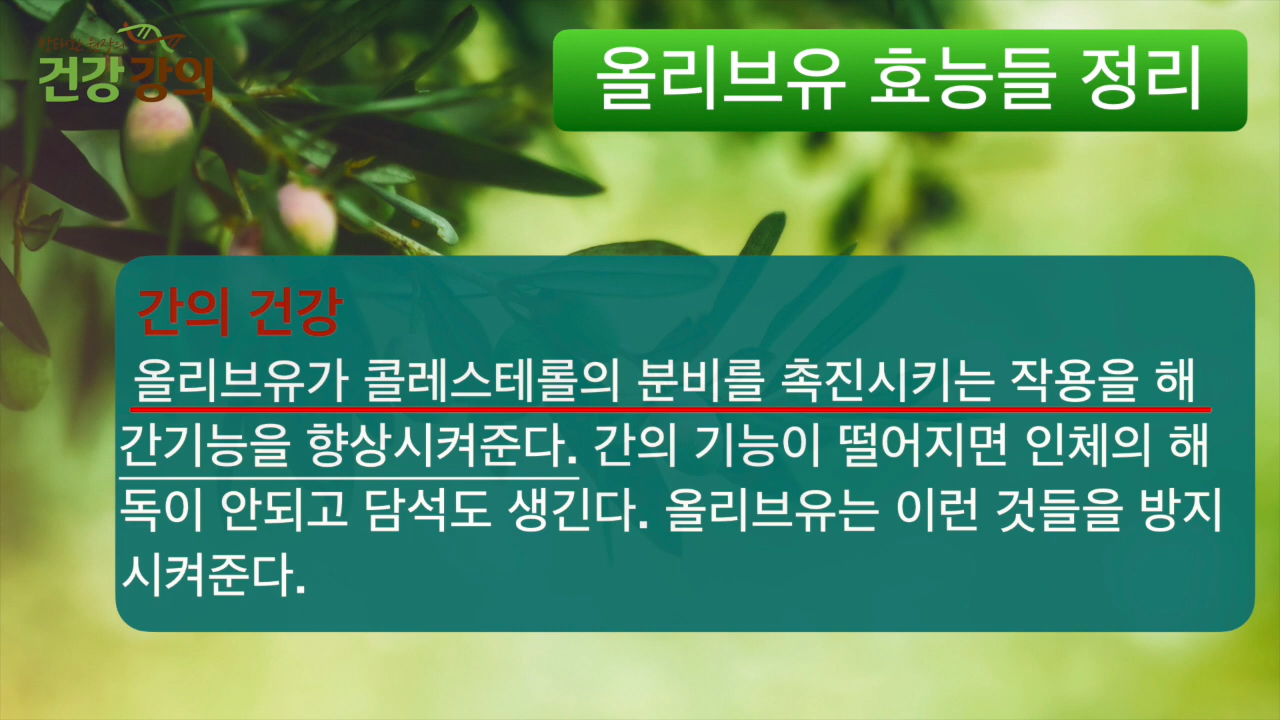 건강 강의
올리브유 효능들 정리
간의 건강
올리브유가 콜레스테롤의 분비를 촉진시키는 작용을 해
간기능을 향상시켜준다. 간의 기능이 떨어지면 인체의 해
독이 안되고 담석도 생긴다. 올리브유는 이런 것들을 방지
시켜준다.